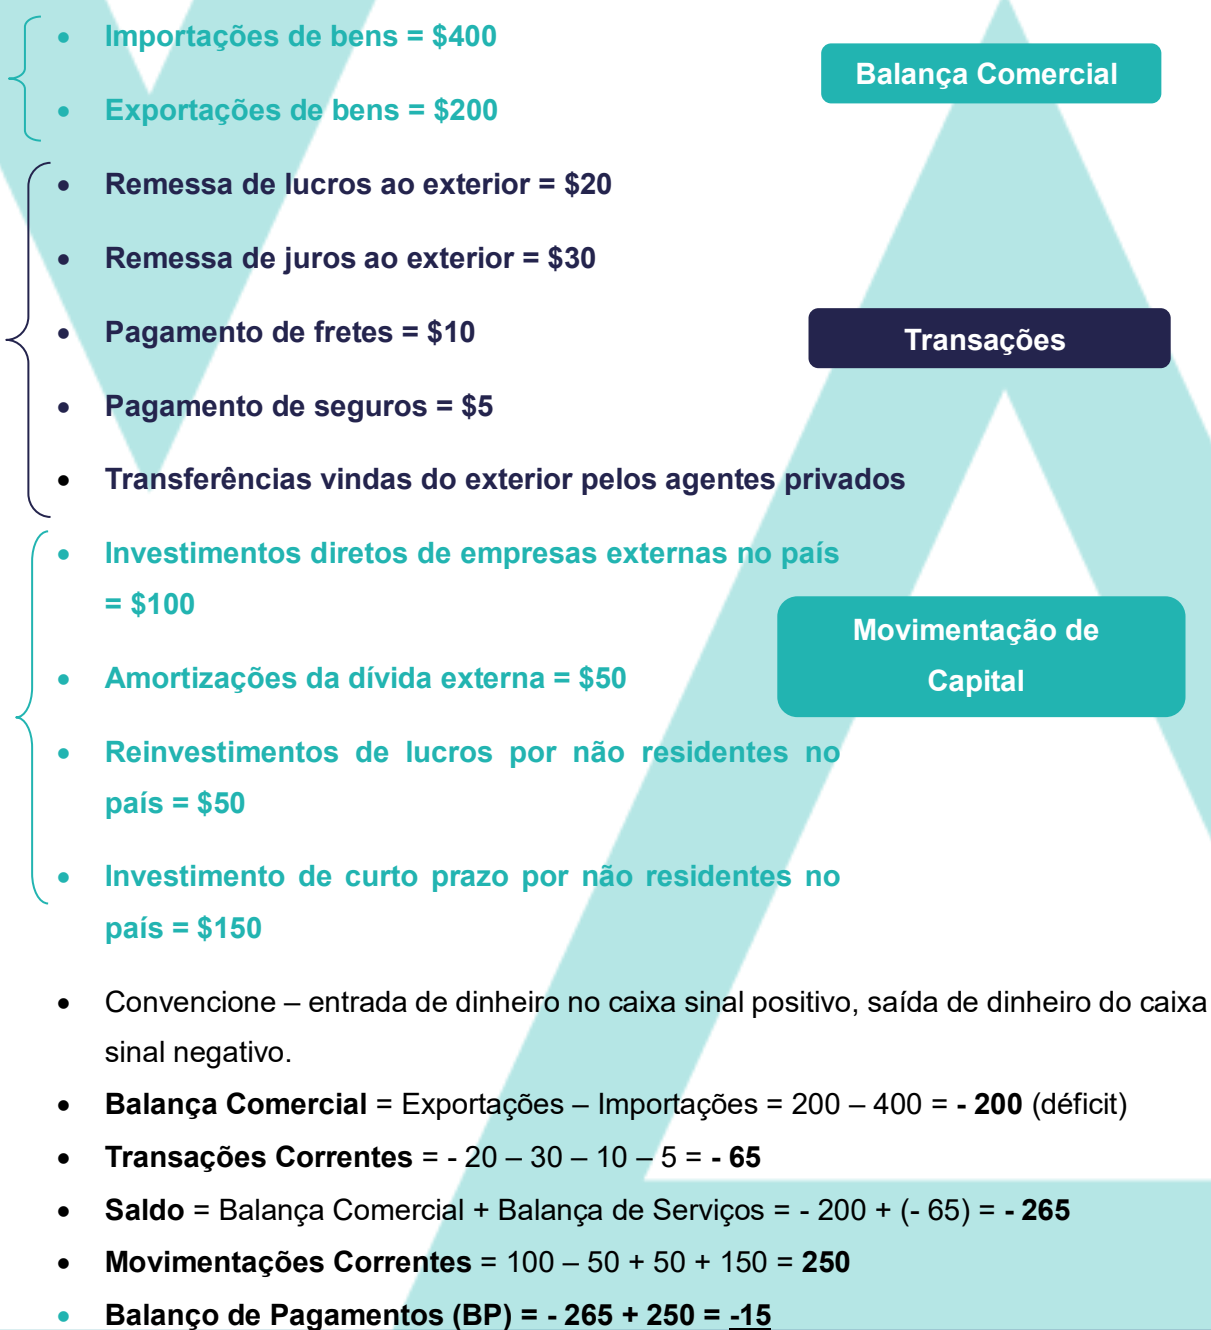 • Importações de bens = $400
Balança Comercial
• Exportações de bens = $200
• Remessa de lucros ao exterior = $20
• Remessa de juros ao exterior = $30
• Pagamento de fretes = $10
Transações
• Pagamento de seguros = $5
• Transferências vindas do exterior pelos agentes privados
• Investimentos diretos de empresas externas no país
= $100
Movimentação de
Capital
• Amortizações da dívida externa = $50
• Reinvestimentos de lucros por não residentes no
país = $50
• Investimento de curto prazo por não residentes no
país = $150
• Convencione – entrada de dinheiro no caixa sinal positivo, saída de dinheiro do caixa
sinal negativo.
• Balança Comercial = Exportações – Importações = 200 – 400 = - 200 (déficit)
• Transações Correntes = - 20 – 30 – 10 – 5 = - 65
• Saldo = Balança Comercial + Balança de Serviços = - 200 + (- 65) = - 265
• Movimentações Correntes = 100 – 50 + 50 + 150 = 250
• Balanço de Pagamentos (BP) = - 265 + 250 = -15